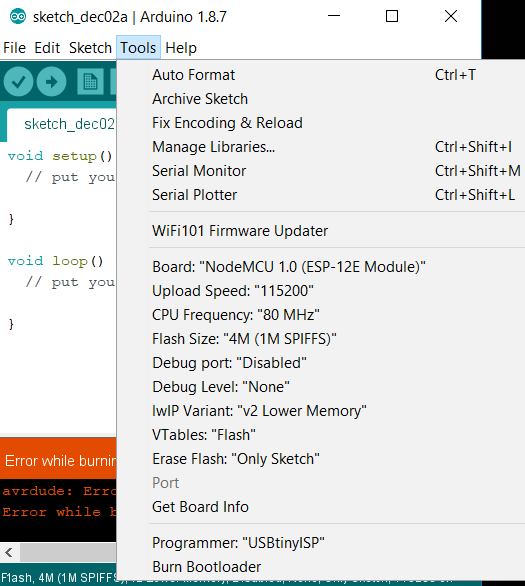 sketch_dec02a | Arduino 1.8.7
File Edit Sketch Tools Help
sketch_dec02
void setup()
// put you
}
void loop()
// put you
}
Error while burnin
avrdude: Erro
Error while b
Auto Format Ctrl+T
Archive Sketch
Fix Encoding & Reload
Manage Libraries... Ctrl+Shift+I
Serial Monitor Ctrl+Shift+M
Serial Plotter Ctrl+Shift+L
WiFi101 Firmware Updater
Board: "NodeMCU 1.0 (ESP-12E Module)"
Upload Speed: "115200"
CPU Frequency: "80 MHz"
Flash Size: "4M (1M SPIFFS)"
Debug port: "Disabled"
Debug Level: "None"
lwIP Variant: "v2 Lower Memory"
VTables: "Flash"
Erase Flash: "Only Sketch"
Port
Get Board Info
Programmer: "USBtinyISP"
Burn Bootloader
Flash, 4M (1M SPIFFS),